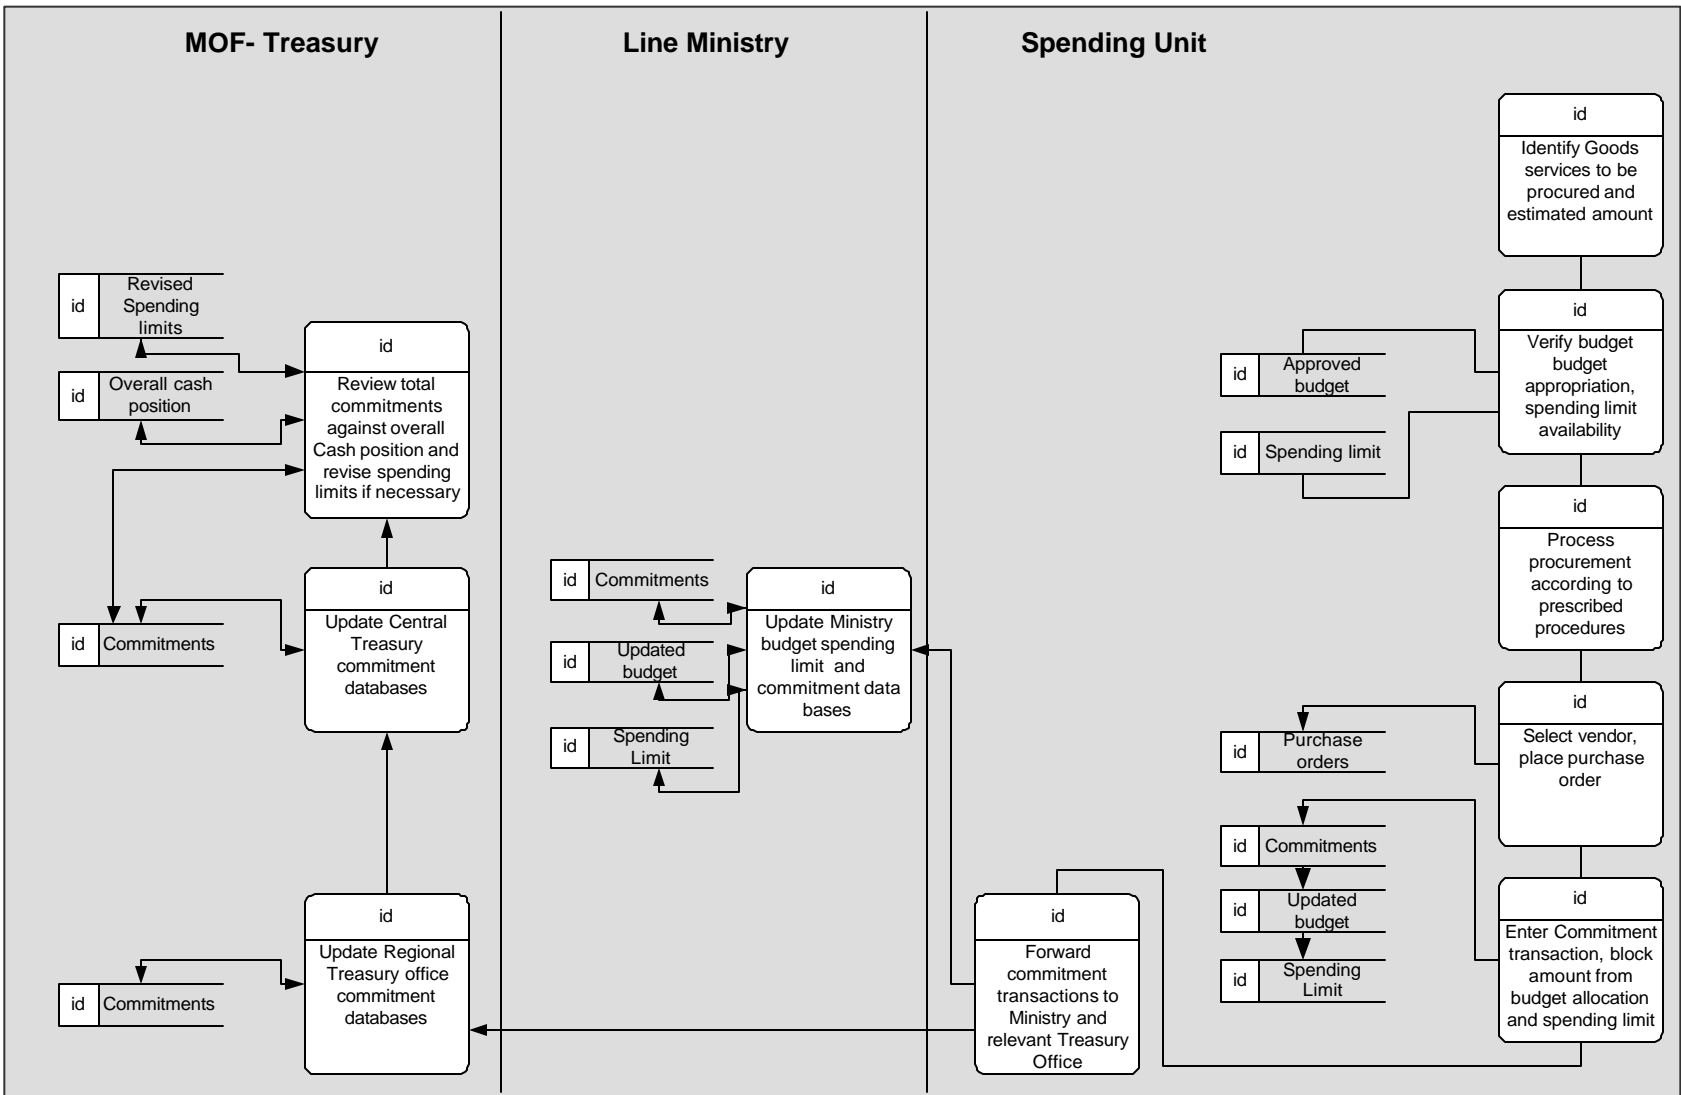 MOF- Treasury
Line Ministry
Spending Unit
id
Identify Goods
services to be
procured and
estimated amount
id
Revised
Spending
limits
id
Overall cash
position
id
Review total
commitments
against overall
Cash position and
revise spending
limits if necessary
id
Approved
budget
id
Spending limit
id
Verify budget
budget
appropriation,
spending limit
availability
id
Process
procurement
according to
prescribed
procedures
id
Commitments
id
Update Central
Treasury
commitment
databases
id
Commitments
id
Updated
budget
id
Spending
Limit
id
Update Ministry
budget spending
limit and
commitment data
bases
id
Purchase
orders
id
Select vendor,
place purchase
order
id
Commitments
id
Updated
budget
id
Spending
Limit
id
Enter Commitment
transaction, block
amount from
budget allocation
and spending limit
id
Commitments
id
Update Regional
Treasury office
commitment
databases
id
Forward
commitment
transactions to
Ministry and
relevant Treasury
Office